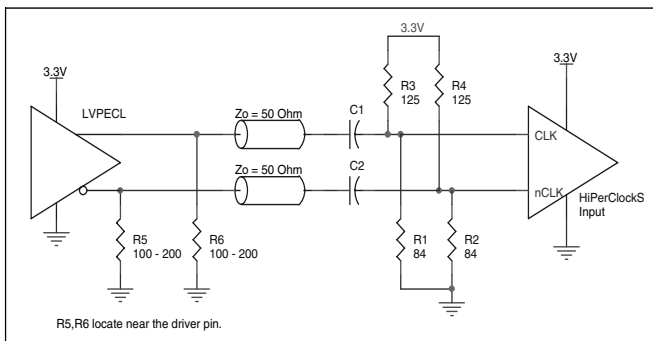 3.3V
3.3V
LVPECL
3.3V
R3
125
R4
125
Zo = 50 Ohm
C1
CLK
Zo = 50 Ohm
C2
nCLK
HiPerClockS
Input
R5
100 - 200
R6
100 - 200
R1
84
R2
84
R5,R6 locate near the driver pin.